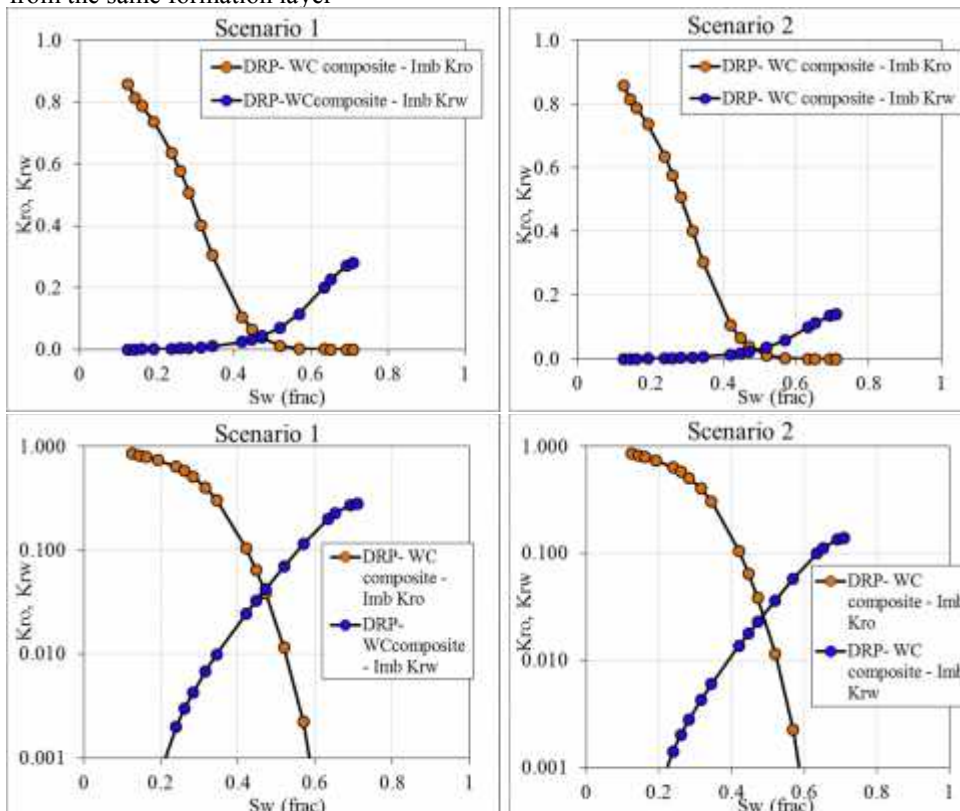 from the same formation layer
Scenario 1
1.0
0.8
0.6
0.4
0.2
0.0
Kro, Krw
DRP- WC composite - Imb Kro
DRP-WCcomposite - Imb Krw
0
0.2
0.4
0.6
0.8
1
Sw (frac)
Scenario 2
1.0
0.8
0.6
0.4
0.2
0.0
Kro, Krw
DRP- WC composite - Imb Kro
DRP- WC composite - Imb Krw
0
0.2
0.4
0.6
0.8
1
Sw (frac)
Scenario 1
1.000
0.100
0.010
0.001
Kro, Krw
DRP- WC
composite -
Imb Kro
DRP-
WCcomposite
- Imb Krw
0
0.2
0.4
0.6
0.8
1
Sw (frac)
Scenario 2
1.000
0.100
0.010
0.001
Kro, Krw
DRP- WC
composite - Imb
Kro
DRP- WC
composite - Imb
Krw
0
0.2
0.4
0.6
0.8
1
Sw (frac)